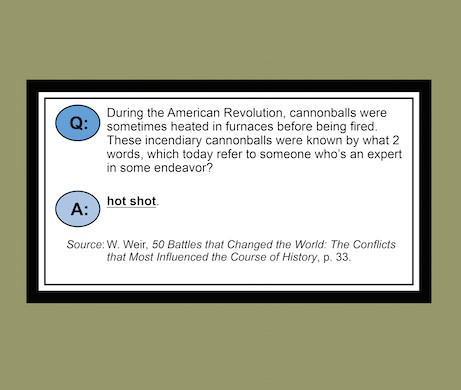 Q: During the American Revolution, cannonballs were
sometimes heated in furnaces before being fired.
These incendiary cannonballs were known by what 2
words, which today refer to someone who's an expert
in some endeavor?
A: hot shot.
Source: W. Weir, 50 Battles that Changed the World: The Conflicts
that Most Influenced the Course of History, p. 33.